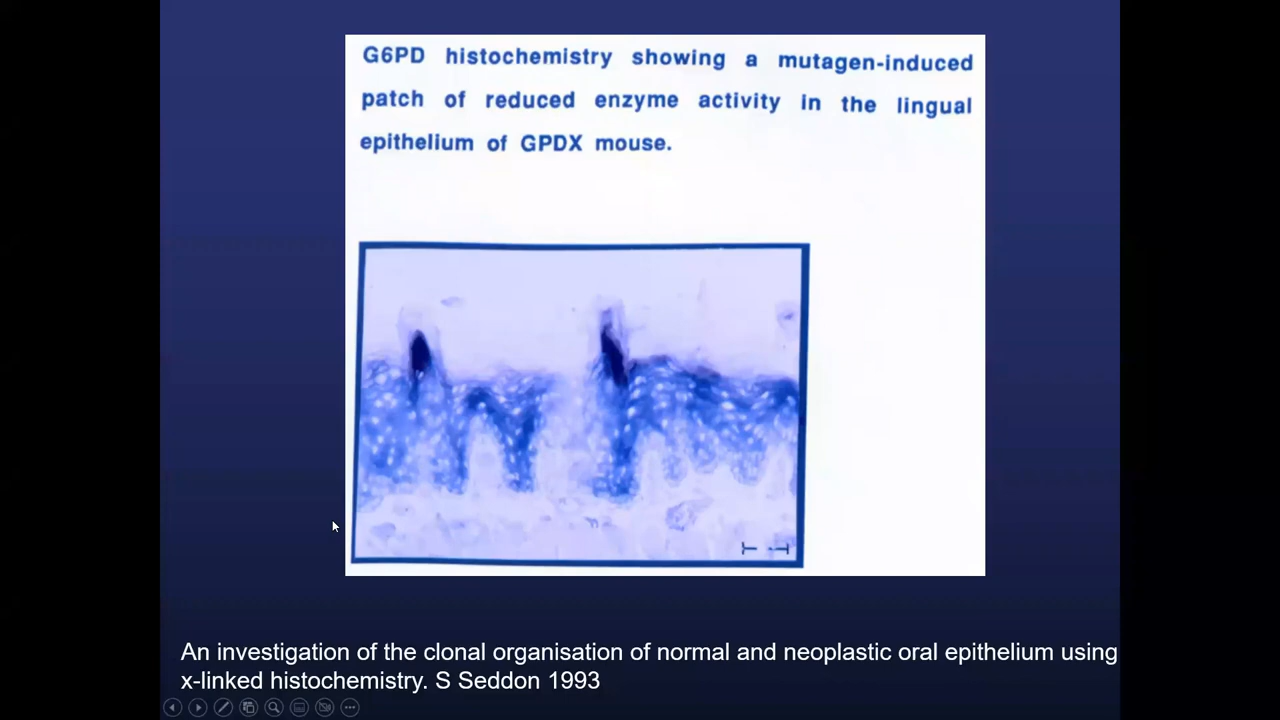 G6PD histochemistry showing a mutagen-induced
patch of reduced enzyme activity in the lingual
epithelium of GPDX mouse.
An investigation of the clonal organisation of normal and neoplastic oral epithelium using
x-linked histochemistry. S Seddon 1993